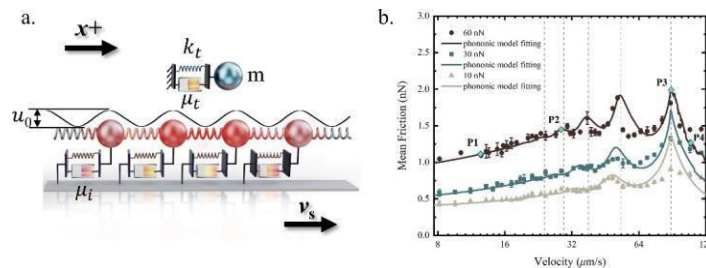 a.
x+
k_t
m
μ_t
u_0
μ_i
v_s
b.
Mean Friction (nN)
3.0
2.5
2.0
1.5
1.0
0.5
0.0
60 nN
phononic model fitting
30 nN
phononic model fitting
10 nN
phononic model fitting
P1
P2
P3
P4
8 16 32 64 128
Velocity (μm/s)